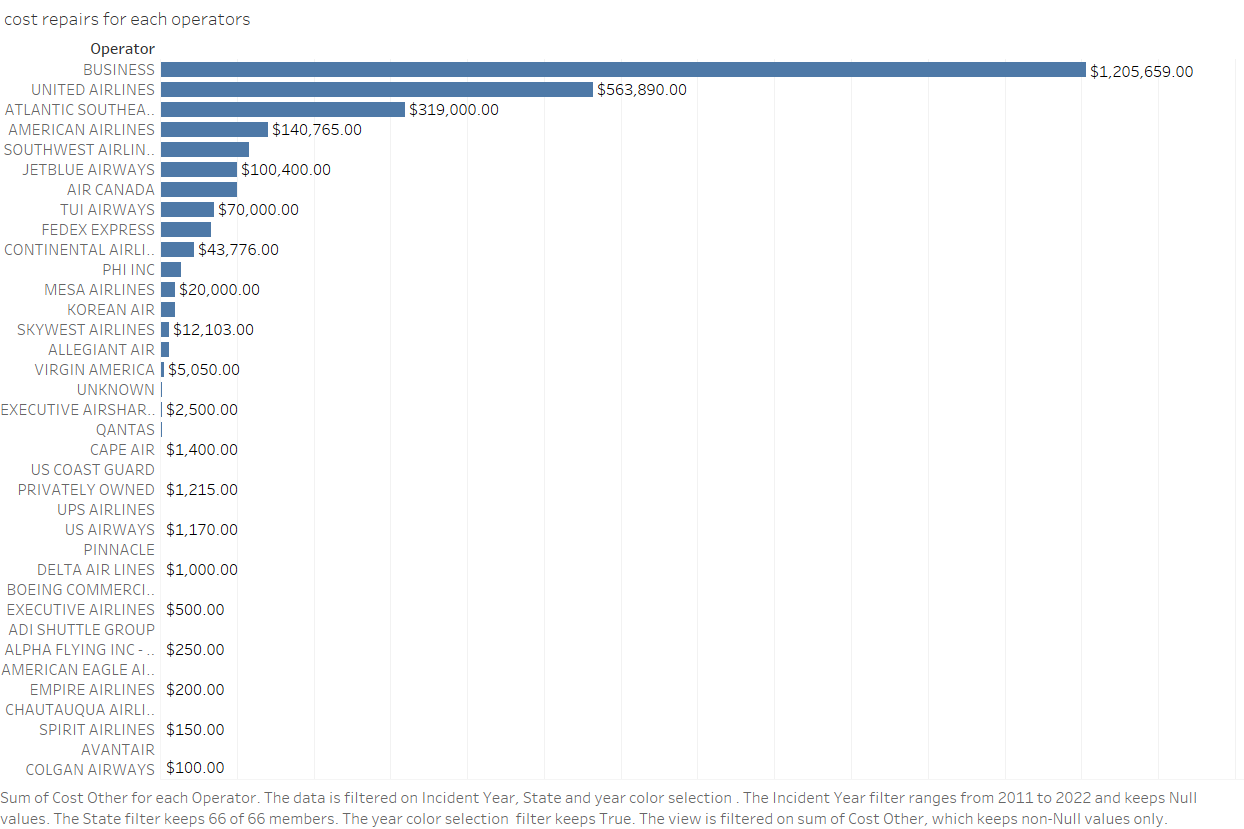 cost repairs for each operators
Operator
BUSINESS $1,205,659.00
UNITED AIRLINES $563,890.00
ATLANTIC SOUTHEA.. $319,000.00
AMERICAN AIRLINES $140,765.00
SOUTHWEST AIRLIN..
JETBLUE AIRWAYS $100,400.00
AIR CANADA
TUI AIRWAYS $70,000.00
FEDEX EXPRESS
CONTINENTAL AIRLI.. $43,776.00
PHI INC
MESA AIRLINES $20,000.00
KOREAN AIR
SKYWEST AIRLINES $12,103.00
ALLEGIANT AIR
VIRGIN AMERICA $5,050.00
UNKNOWN
EXECUTIVE AIRSHAR.. $2,500.00
QANTAS
CAPE AIR $1,400.00
US COAST GUARD
PRIVATELY OWNED $1,215.00
UPS AIRLINES
US AIRWAYS $1,170.00
PINNACLE
DELTA AIR LINES $1,000.00
BOEING COMMERCI..
EXECUTIVE AIRLINES $500.00
ADI SHUTTLE GROUP
ALPHA FLYING INC - .. $250.00
AMERICAN EAGLE AI..
EMPIRE AIRLINES $200.00
CHAUTAUQUA AIRLI..
SPIRIT AIRLINES $150.00
AVANTAIR
COLGAN AIRWAYS $100.00
Sum of Cost Other for each Operator. The data is filtered on Incident Year, State and year color selection . The Incident Year filter ranges from 2011 to 2022 and keeps Null
values. The State filter keeps 66 of 66 members. The year color selection  filter keeps True. The view is filtered on sum of Cost Other, which keeps non-Null values only.